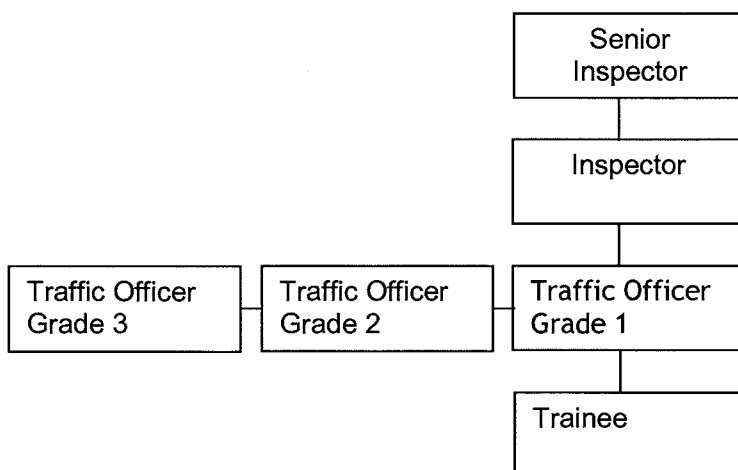 Senior
Inspector
Inspector
Traffic Officer
Grade 3
Traffic Officer
Grade 2
Traffic Officer
Grade 1
Trainee